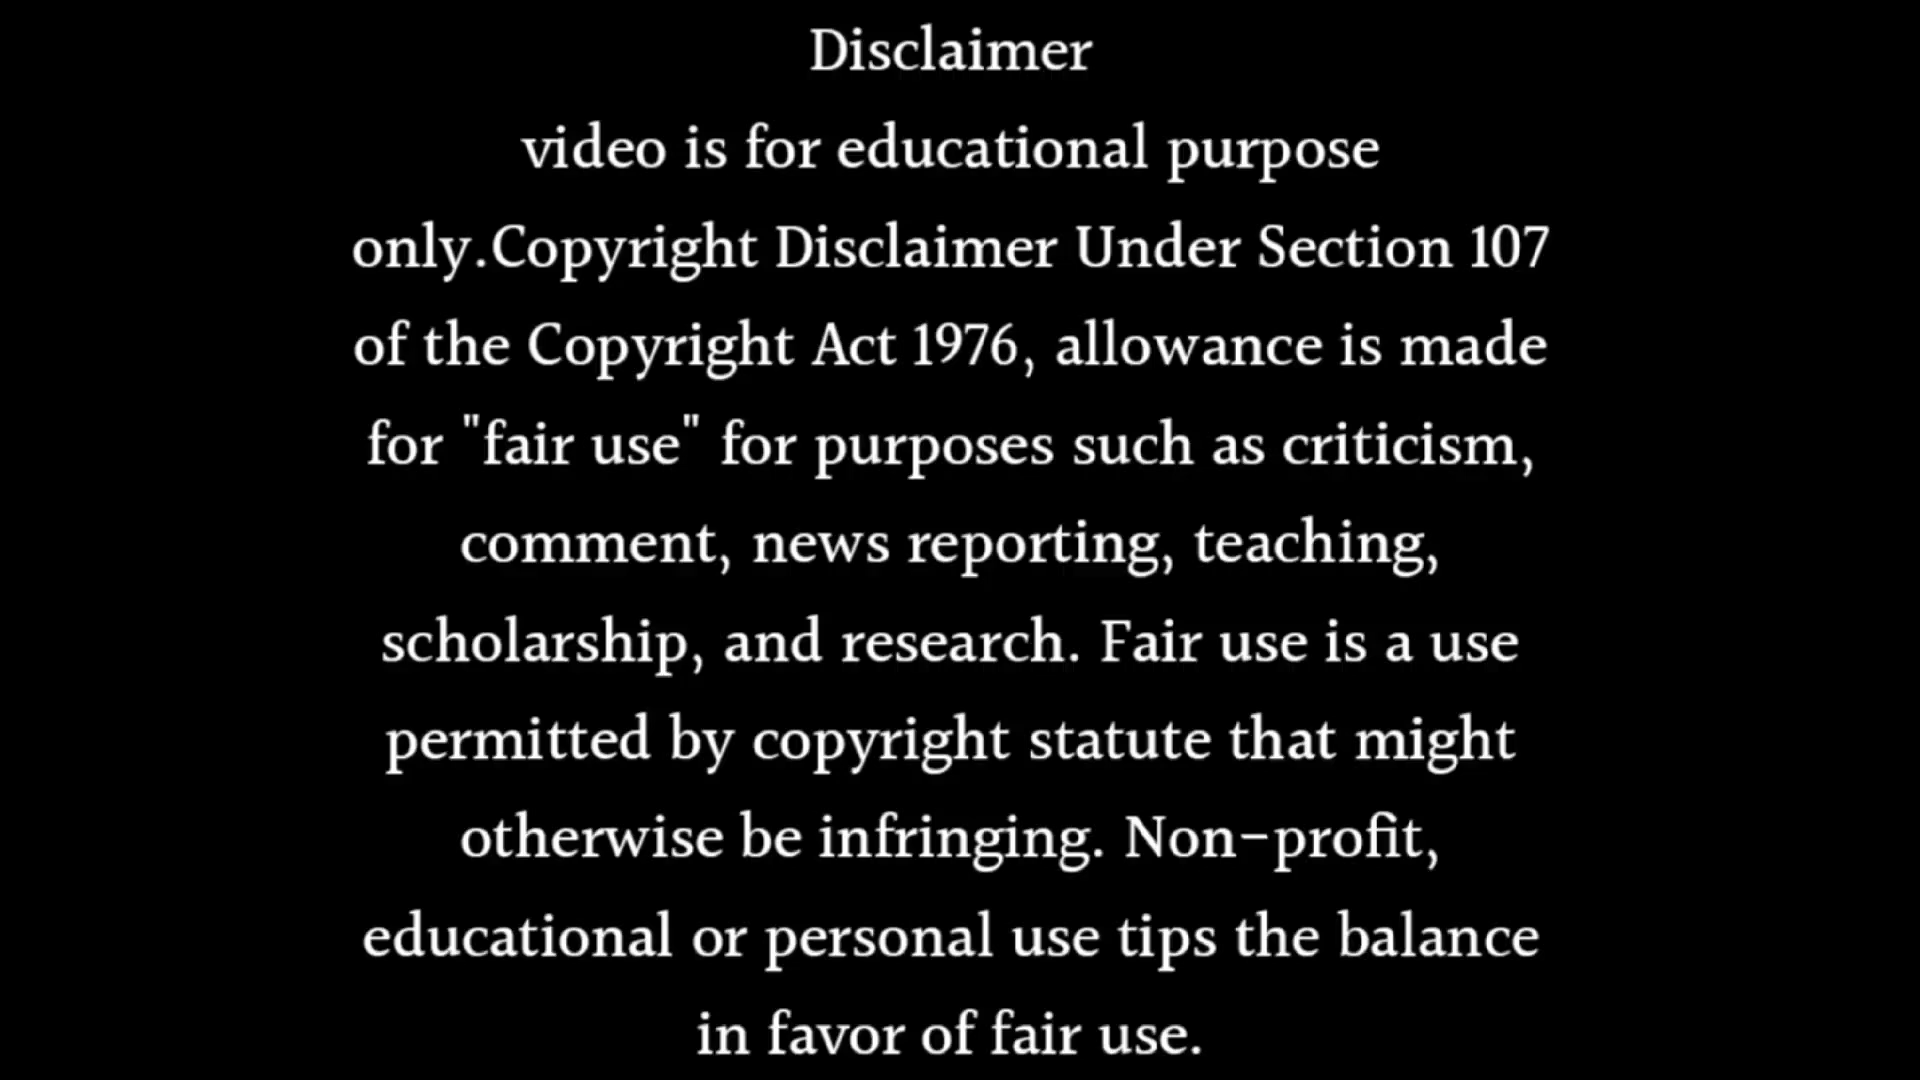 Disclaimer
video is for educational purpose
only.Copyright Disclaimer Under Section 107
of the Copyright Act 1976, allowance is made
for "fair use" for purposes such as criticism,
comment, news reporting, teaching,
scholarship, and research. Fair use is a use
permitted by copyright statute that might
otherwise be infringing. Non-profit,
educational or personal use tips the balance
in favor of fair use.